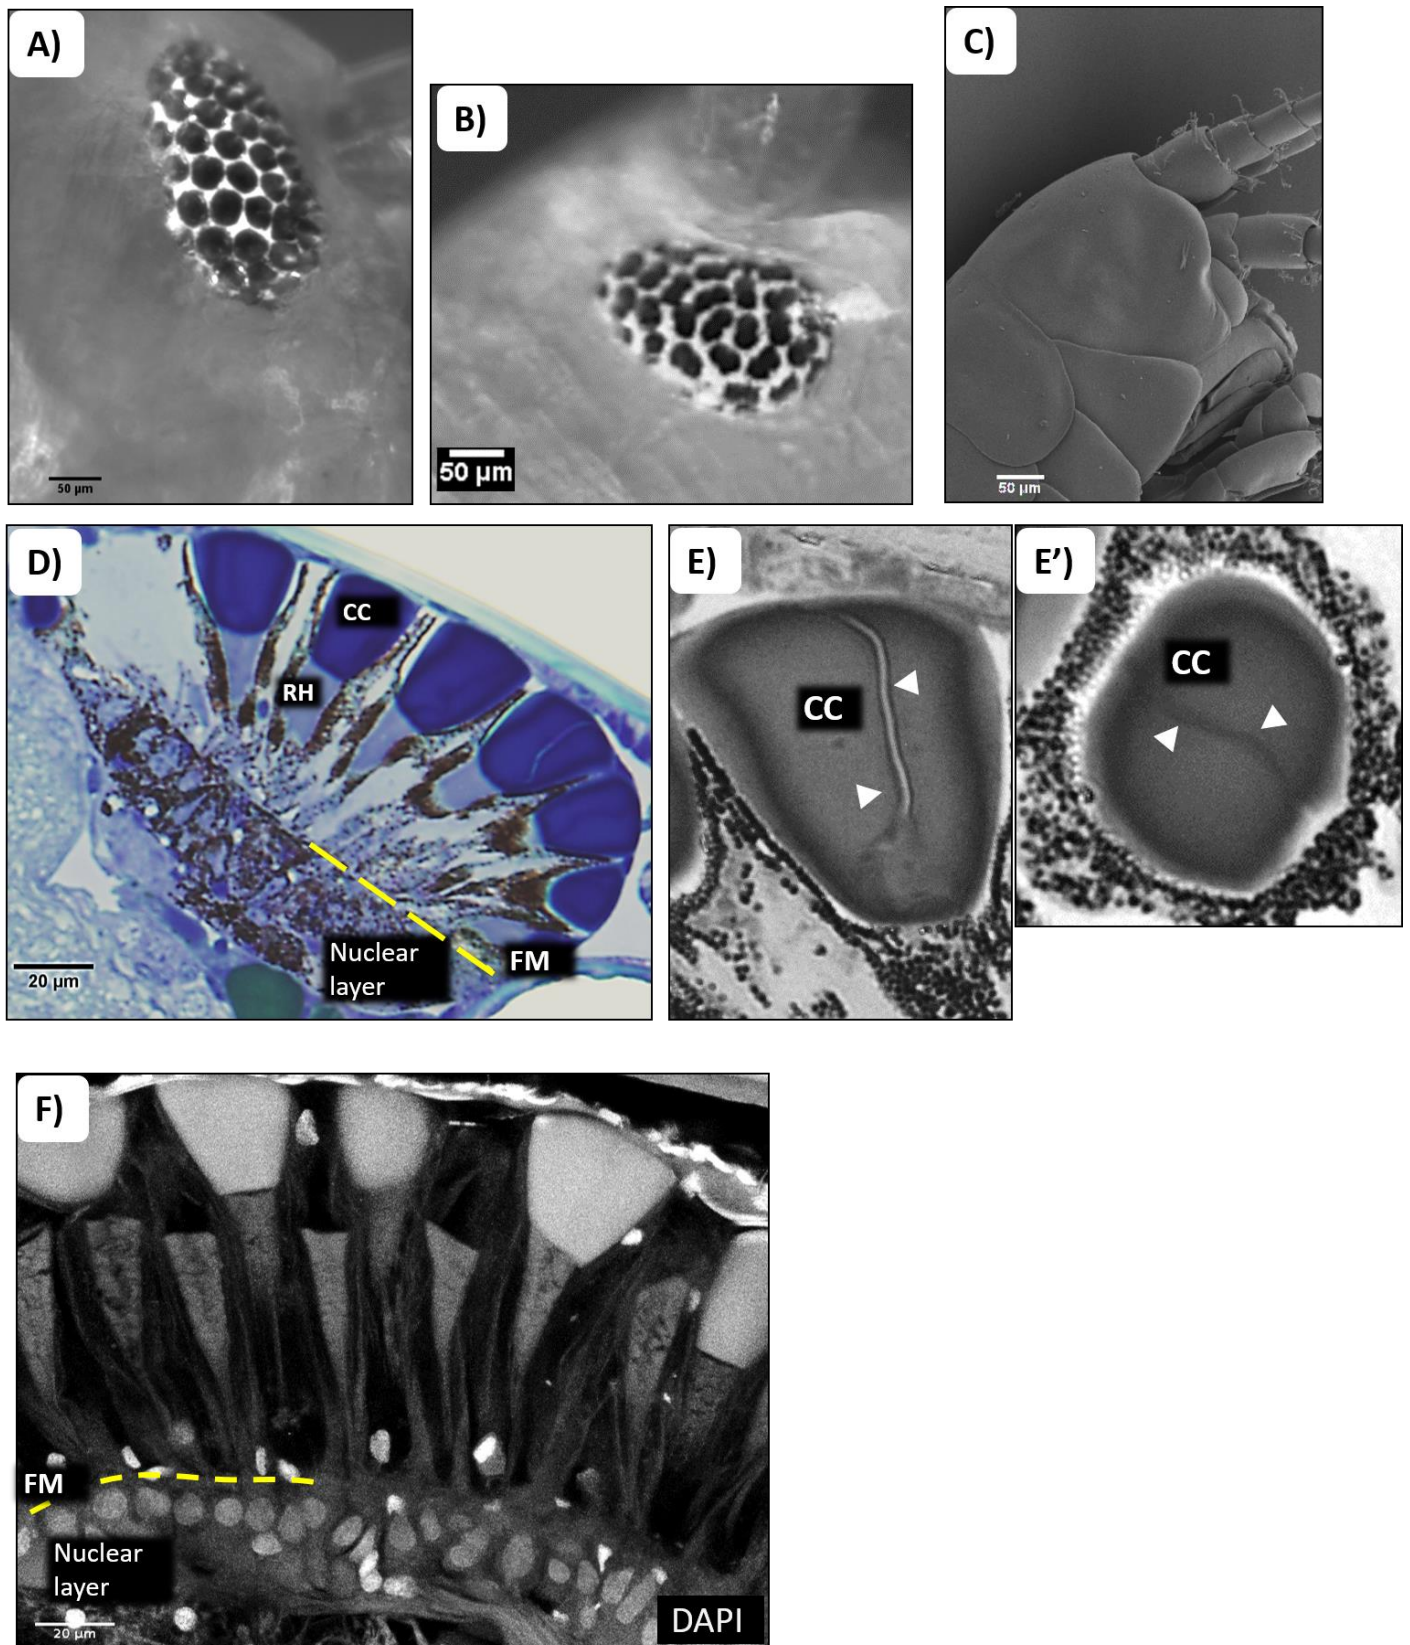 A)
50 µm
B)
50 µm
C)
50 µm
D)
CC
RH
Nuclear
layer
FM
20 µm
E)
CC
E’)
CC
F)
FM
Nuclear
layer
20 µm
DAPI